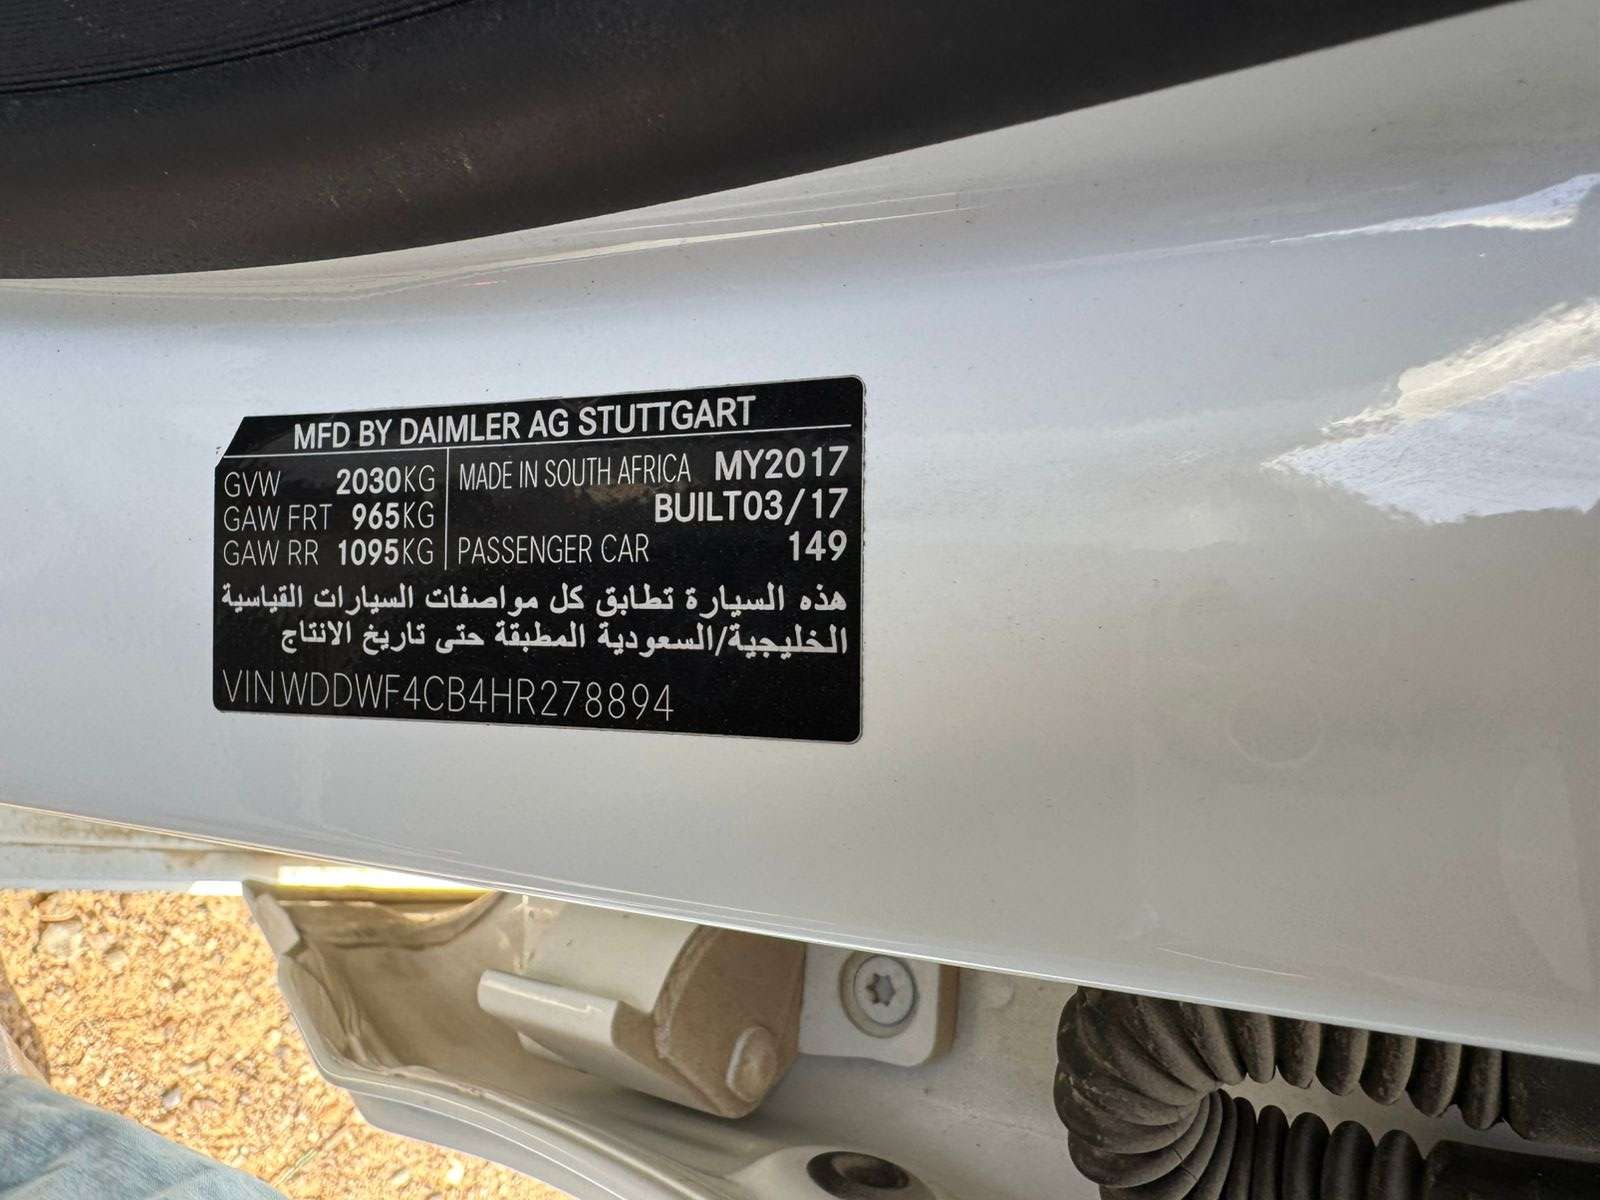 MFD BY DAIMLER AG STUTTGART
GVW 2030KG
GAW FRT 965KG
GAW RR 1095KG
MADE IN SOUTH AFRICA MY2017
BUILT03/17
PASSENGER CAR 149
هذه السيارة تطابق كل مواصفات السيارات القياسية
الخليجية/السعودية المطبقة حتى تاريخ الانتاج
VIN WDDWF4CB4HR278894